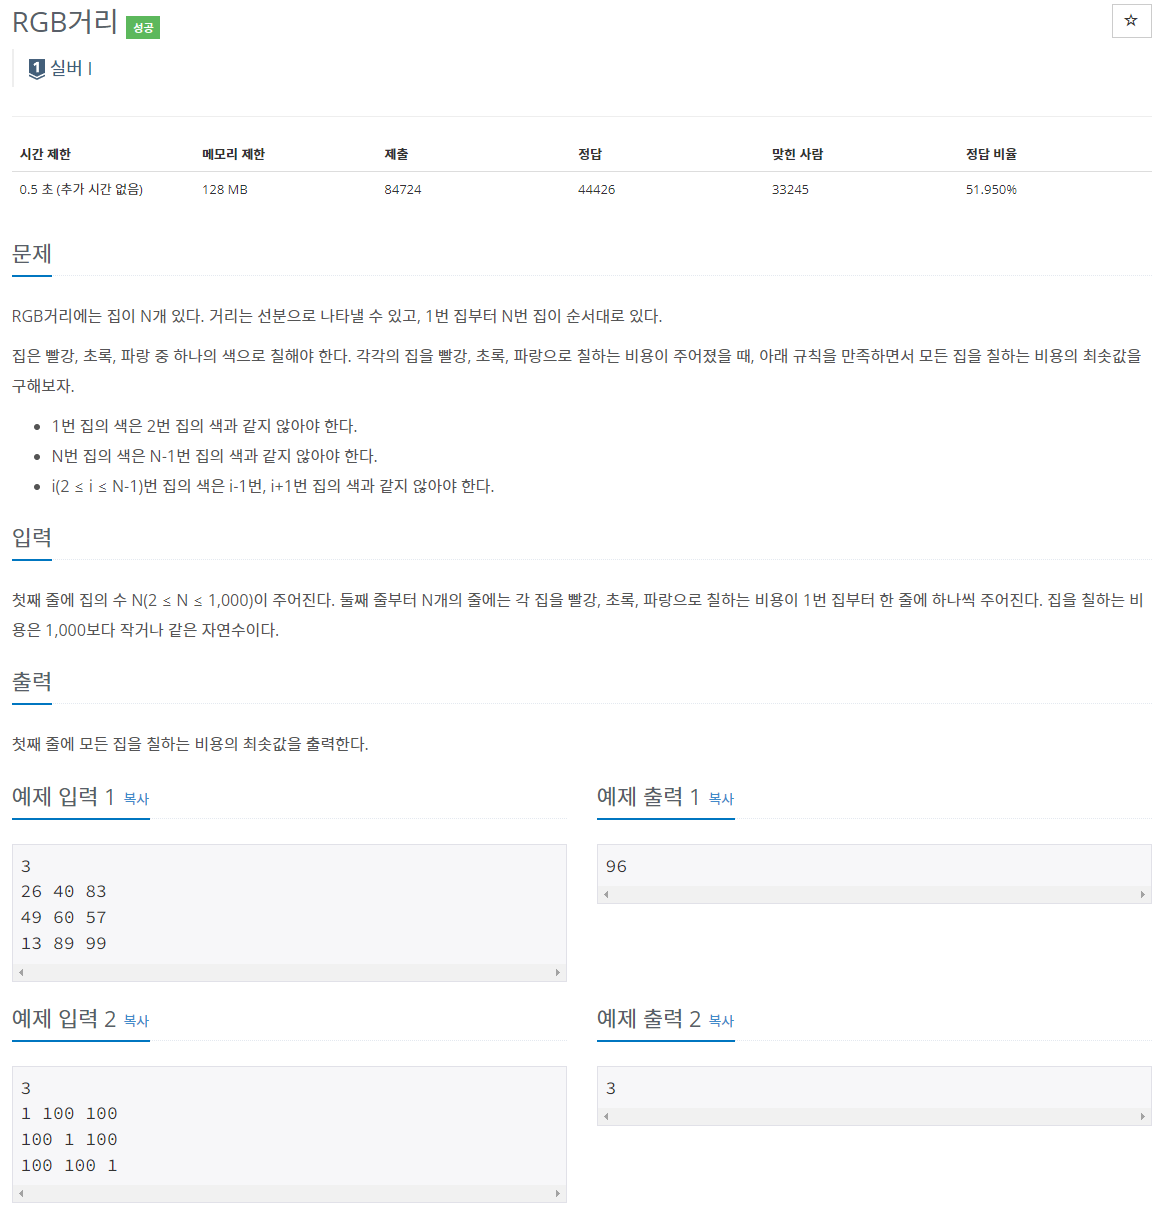 RGB거리 성공
☆
1 실버 I
시간 제한 메모리 제한 제출 정답 맞힌 사람 정답 비율
0.5 초 (추가 시간 없음) 128 MB 84724 44426 33245 51.950%
문제
RGB거리에는 집이 N개 있다. 거리는 선분으로 나타낼 수 있고, 1번 집부터 N번 집이 순서대로 있다.
집은 빨강, 초록, 파랑 중 하나의 색으로 칠해야 한다. 각각의 집을 빨강, 초록, 파랑으로 칠하는 비용이 주어졌을 때, 아래 규칙을 만족하면서 모든 집을 칠하는 비용의 최솟값을
구해보자.
• 1번 집의 색은 2번 집의 색과 같지 않아야 한다.
• N번 집의 색은 N-1번 집의 색과 같지 않아야 한다.
• i(2 ≤ i ≤ N-1)번 집의 색은 i-1번, i+1번 집의 색과 같지 않아야 한다.
입력
첫째 줄에 집의 수 N(2 ≤ N ≤ 1,000)이 주어진다. 둘째 줄부터 N개의 줄에는 각 집을 빨강, 초록, 파랑으로 칠하는 비용이 1번 집부터 한 줄에 하나씩 주어진다. 집을 칠하는 비
용은 1,000보다 작거나 같은 자연수이다.
출력
첫째 줄에 모든 집을 칠하는 비용의 최솟값을 출력한다.
예제 입력 1 복사
3
26 40 83
49 60 57
13 89 99
예제 출력 1 복사
96
예제 입력 2 복사
3
1 100 100
100 1 100
100 100 1
예제 출력 2 복사
3